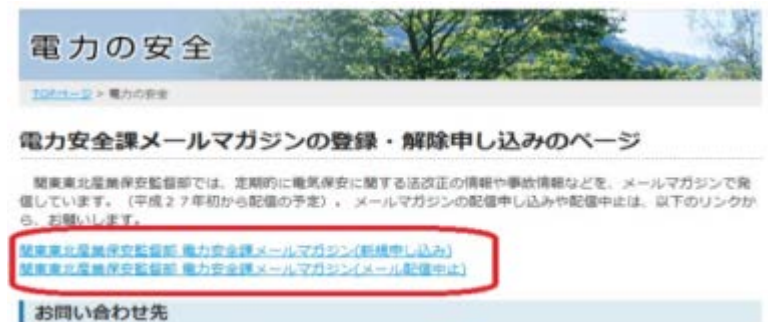 電力の安全
TOPページ > 電力の安全
電力安全課メールマガジンの登録・解除申し込みのページ
関東東北産業保安監督部では、定期的に電気保安に関する法改正の情報や事故情報などを、メールマガジンで発
信しています。（平成２７年初から配信の予定）。 メールマガジンの配信申し込みや配信中止は、以下のリンクか
ら、お願いします。
関東東北産業保安監督部 電力安全課メールマガジン(新規申し込み)
関東東北産業保安監督部 電力安全課メールマガジン(メール配信中止)
お問い合わせ先